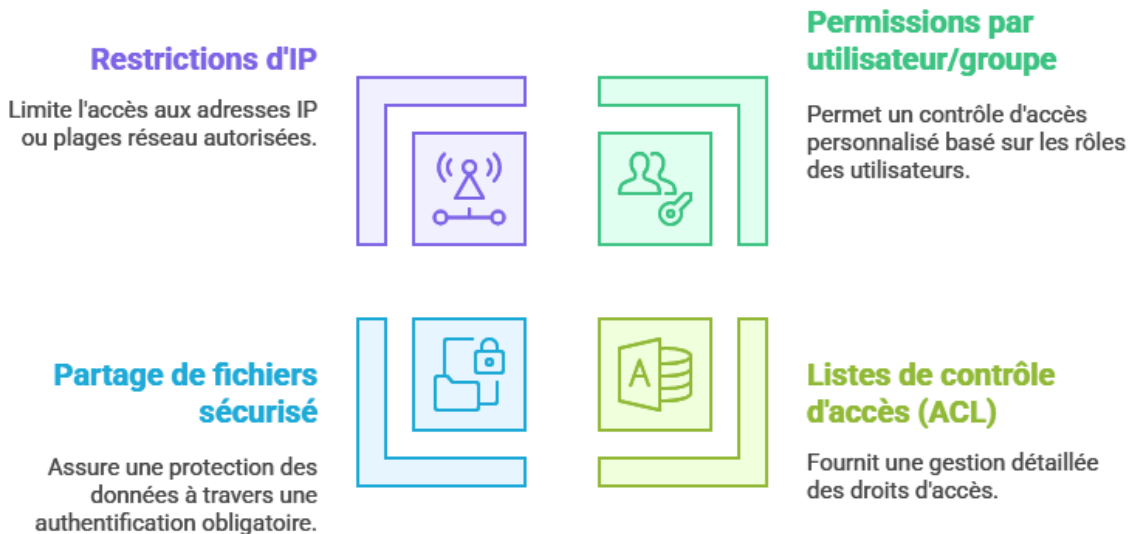 Restrictions d'IP
Limite l'accès aux adresses IP
ou plages réseau autorisées.
Permissions par
utilisateur/groupe
Permet un contrôle d'accès
personnalisé basé sur les rôles
des utilisateurs.
Partage de fichiers
sécurisé
Assure une protection des
données à travers une
authentification obligatoire.
A
Listes de contrôle
d'accès (ACL)
Fournit une gestion détaillée
des droits d'accès.